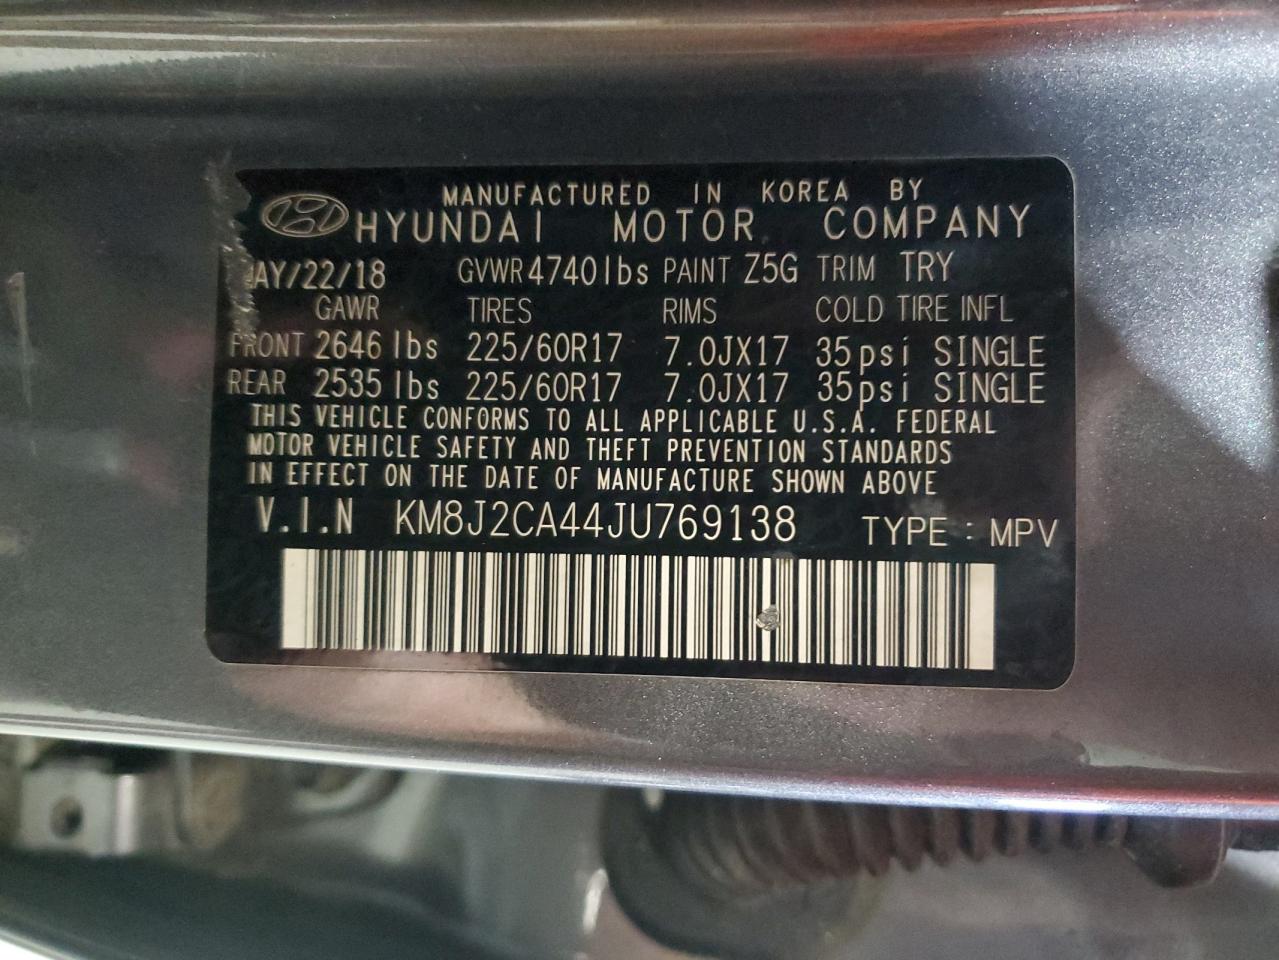 MANUFACTURED IN KOREA BY
HYUNDAI MOTOR COMPANY
AY/22/18 GVWR 4740lbs PAINT Z5G TRIM TRY
GAWR TIRES RIMS COLD TIRE INFL
FRONT 2646 lbs 225/60R17 7.0JX17 35psi SINGLE
REAR 2535 lbs 225/60R17 7.0JX17 35psi SINGLE
THIS VEHICLE CONFORMS TO ALL APPLICABLE U.S.A. FEDERAL
MOTOR VEHICLE SAFETY AND THEFT PREVENTION STANDARDS
IN EFFECT ON THE DATE OF MANUFACTURE SHOWN ABOVE
V.I.N KM8J2CA44JU769138 TYPE : MPV